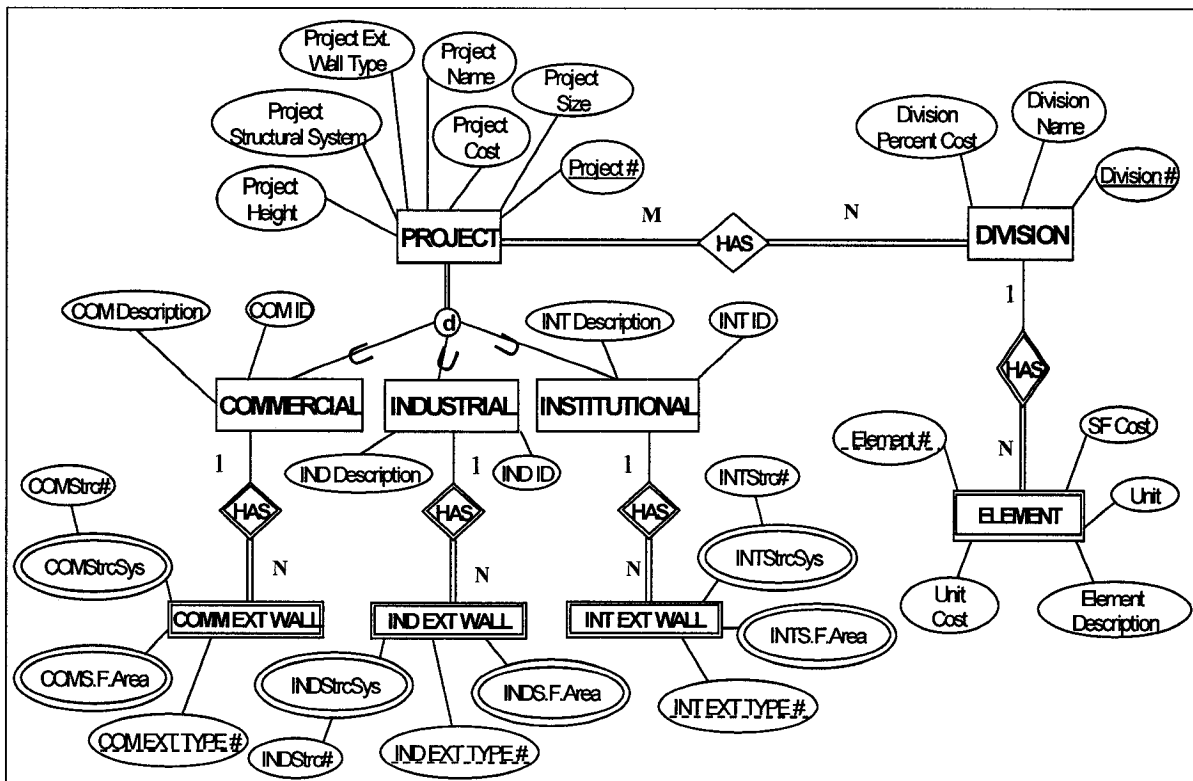 Project Ext.
Wall Type
Project
Name
Project
Size
Project
Structural System
Project
Cost
Project #
Project
Height
PROJECT
M
HAS
N
Division
Percent Cost
Division
Name
Division #
DIVISION
1
HAS
N
COM Description
COM ID
d
INT Description
INT ID
COMMERCIAL
INDUSTRIAL
INSTITUTIONAL
1
IND Description
1
IND ID
1
HAS
HAS
HAS
N
N
N
Element #
SF Cost
Unit
ELEMENT
Unit
Cost
Element
Description
COMStrc#
COMStrcSys
COMM EXT WALL
COMS.F.Area
COM EXT TYPE #
IND EXT WALL
INDStrcSys
INDS.F.Area
INDStrc#
IND EXT TYPE #
INTStrc#
INTStrcSys
INT EXT WALL
INTS.F.Area
INT EXT TYPE #